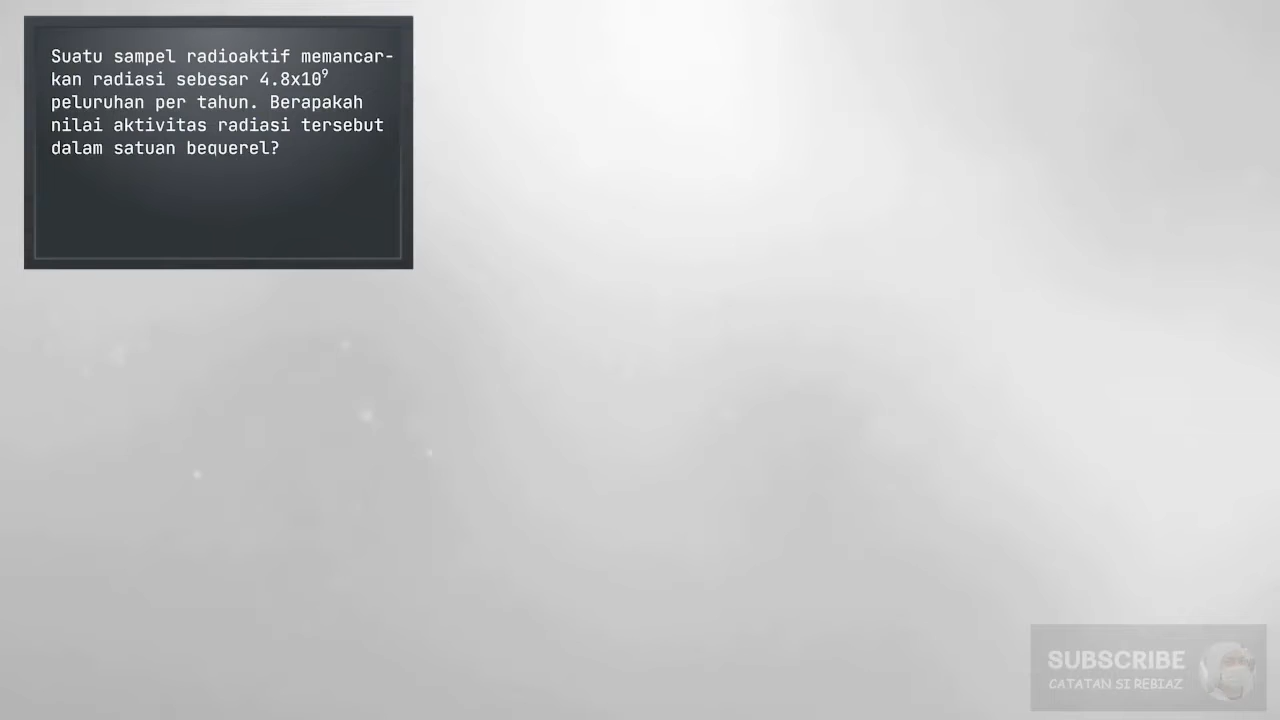 Suatu sampel radioaktif memancar-
kan radiasi sebesar 4.8x10⁹
peluruhan per tahun. Berapakah
nilai aktivitas radiasi tersebut
dalam satuan bequerel?
SUBSCRIBE
CATATAN SI REBIAZ